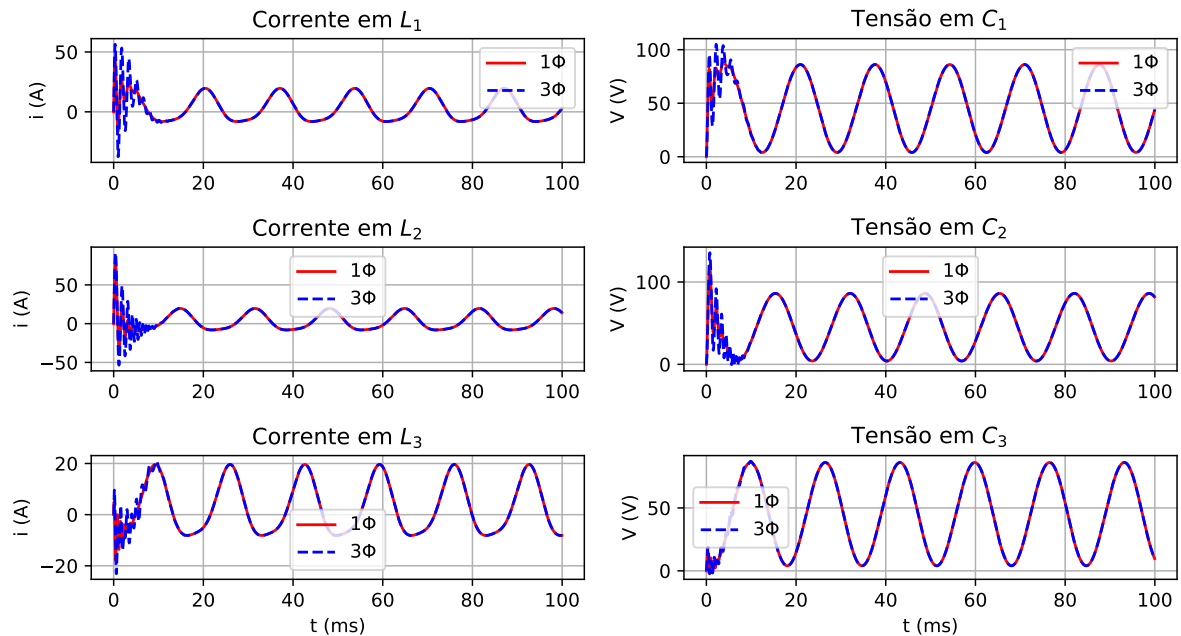 Corrente em L₁
i (A)
50
0
1Φ
3Φ
0 20 40 60 80 100
Tensão em C₁
V (V)
100
50
0
1Φ
3Φ
0 20 40 60 80 100
Corrente em L₂
i (A)
50
0
−50
1Φ
3Φ
0 20 40 60 80 100
Tensão em C₂
V (V)
100
0
1Φ
3Φ
0 20 40 60 80 100
Corrente em L₃
i (A)
20
0
−20
1Φ
3Φ
0 20 40 60 80 100
t (ms)
Tensão em C₃
V (V)
50
0
1Φ
3Φ
0 20 40 60 80 100
t (ms)